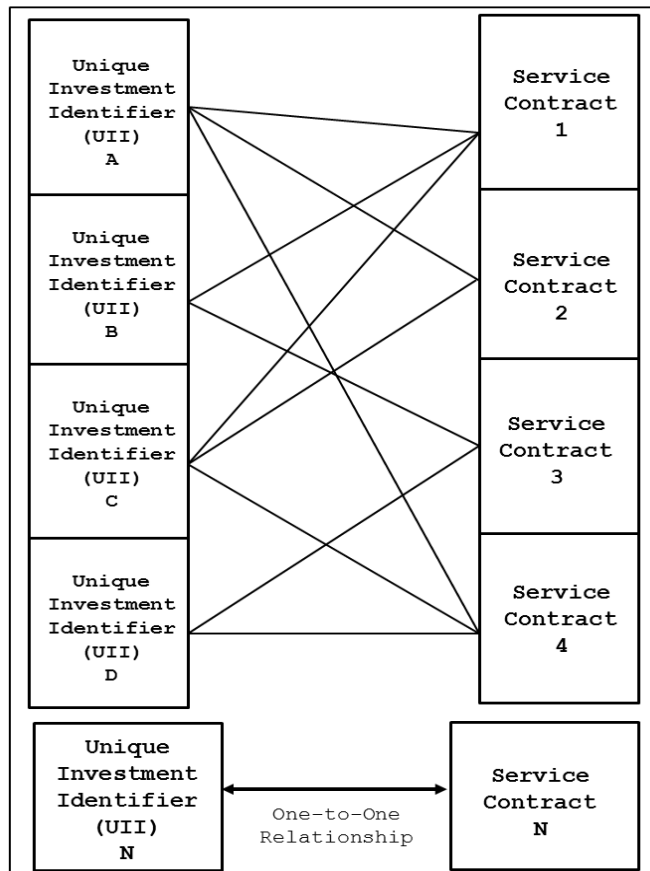 Unique
Investment
Identifier
(UII)
A
Service
Contract
1
Unique
Investment
Identifier
(UII)
B
Service
Contract
2
Unique
Investment
Identifier
(UII)
C
Service
Contract
3
Unique
Investment
Identifier
(UII)
D
Service
Contract
4
Unique
Investment
Identifier
(UII)
N
One-to-One
Relationship
Service
Contract
N